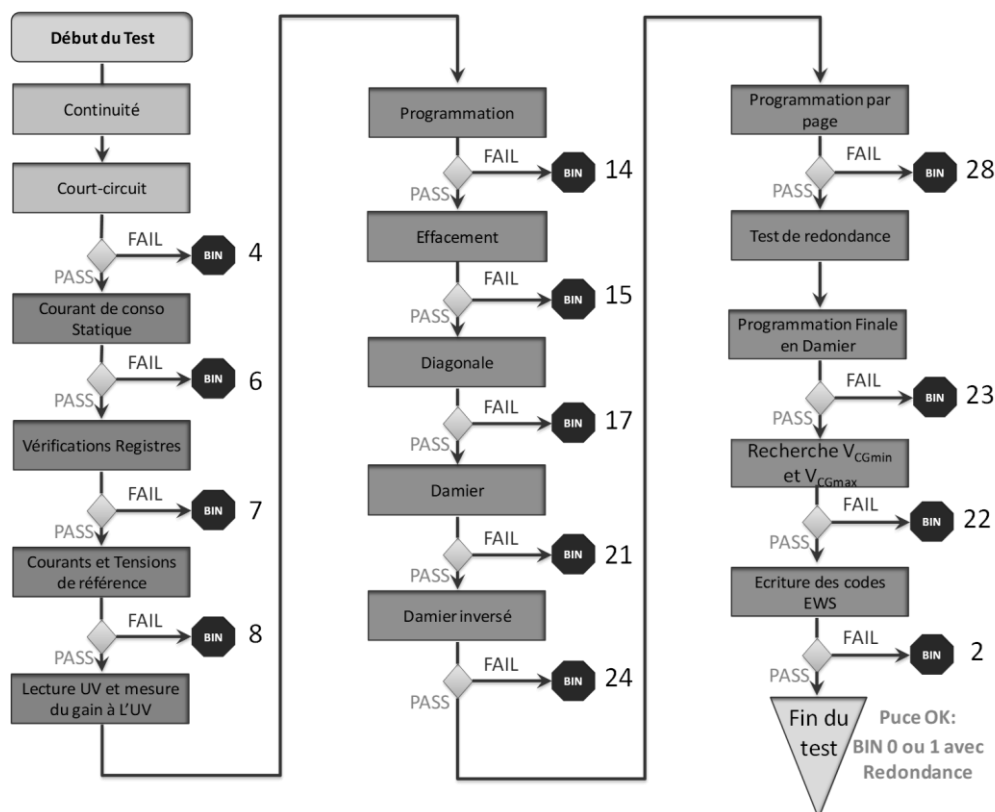 Début du Test
Continuité
Court-circuit
FAIL
BIN
4
PASS
Courant de conso
Statique
FAIL
BIN
6
PASS
Vérifications Registres
FAIL
BIN
7
PASS
Courants et Tensions
de référence
FAIL
BIN
8
PASS
Lecture UV et mesure
du gain à L'UV
Programmation
FAIL
BIN
14
PASS
Effacement
FAIL
BIN
15
PASS
Diagonale
FAIL
BIN
17
PASS
Damier
FAIL
BIN
21
PASS
Damier inversé
FAIL
BIN
24
PASS
Programmation par
page
FAIL
BIN
28
PASS
Test de redondance
Programmation Finale
en Damier
FAIL
BIN
23
PASS
Recherche VCGmin
et VCGmax
FAIL
BIN
22
PASS
Ecriture des codes
EWS
FAIL
BIN
2
PASS
Fin du
test
Puce OK:
BIN 0 ou 1 avec
Redondance